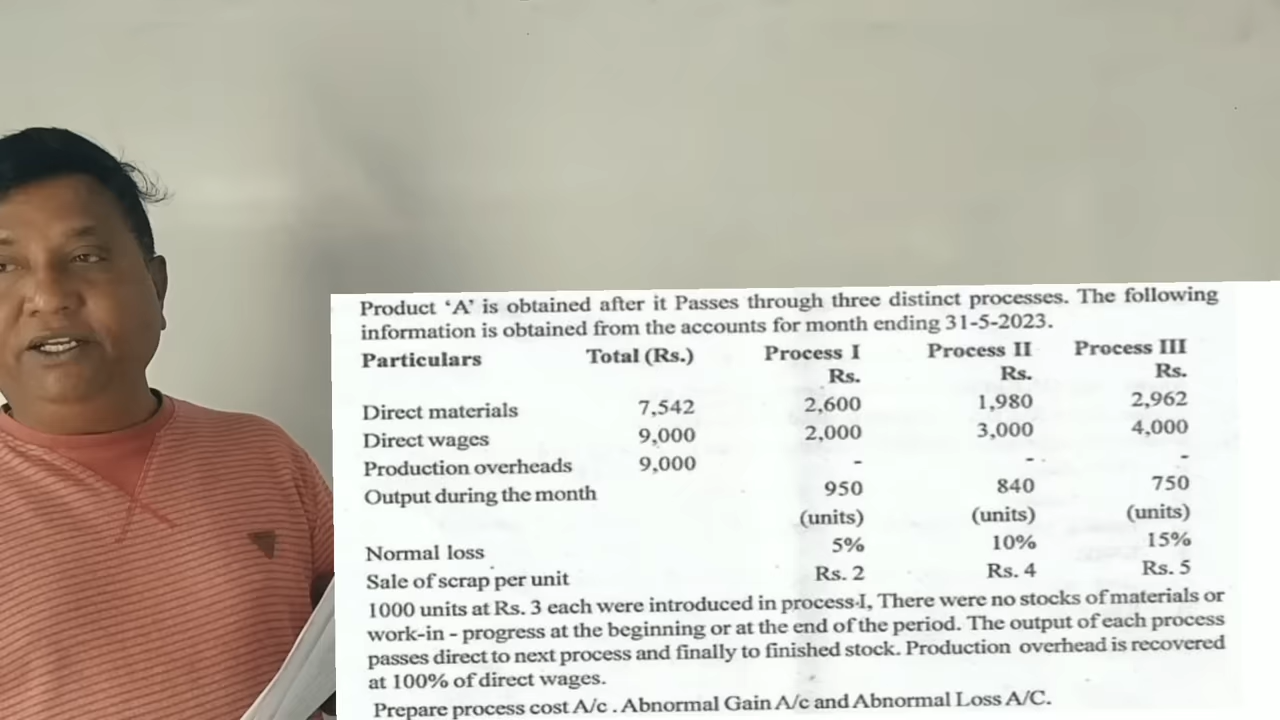 Product 'A' is obtained after it Passes through three distinct processes. The following
information is obtained from the accounts for month ending 31-5-2023.
Particulars Total (Rs.) Process I Process II Process III
Rs. Rs. Rs.
Direct materials 7,542 2,600 1,980 2,962
Direct wages 9,000 2,000 3,000 4,000
Production overheads 9,000 - - -
Output during the month 950 840 750
(units) (units) (units)
Normal loss 5% 10% 15%
Sale of scrap per unit Rs. 2 Rs. 4 Rs. 5
1000 units at Rs. 3 each were introduced in process-I, There were no stocks of materials or
work-in - progress at the beginning or at the end of the period. The output of each process
passes direct to next process and finally to finished stock. Production overhead is recovered
at 100% of direct wages.
Prepare process cost A/c . Abnormal Gain A/c and Abnormal Loss A/C.